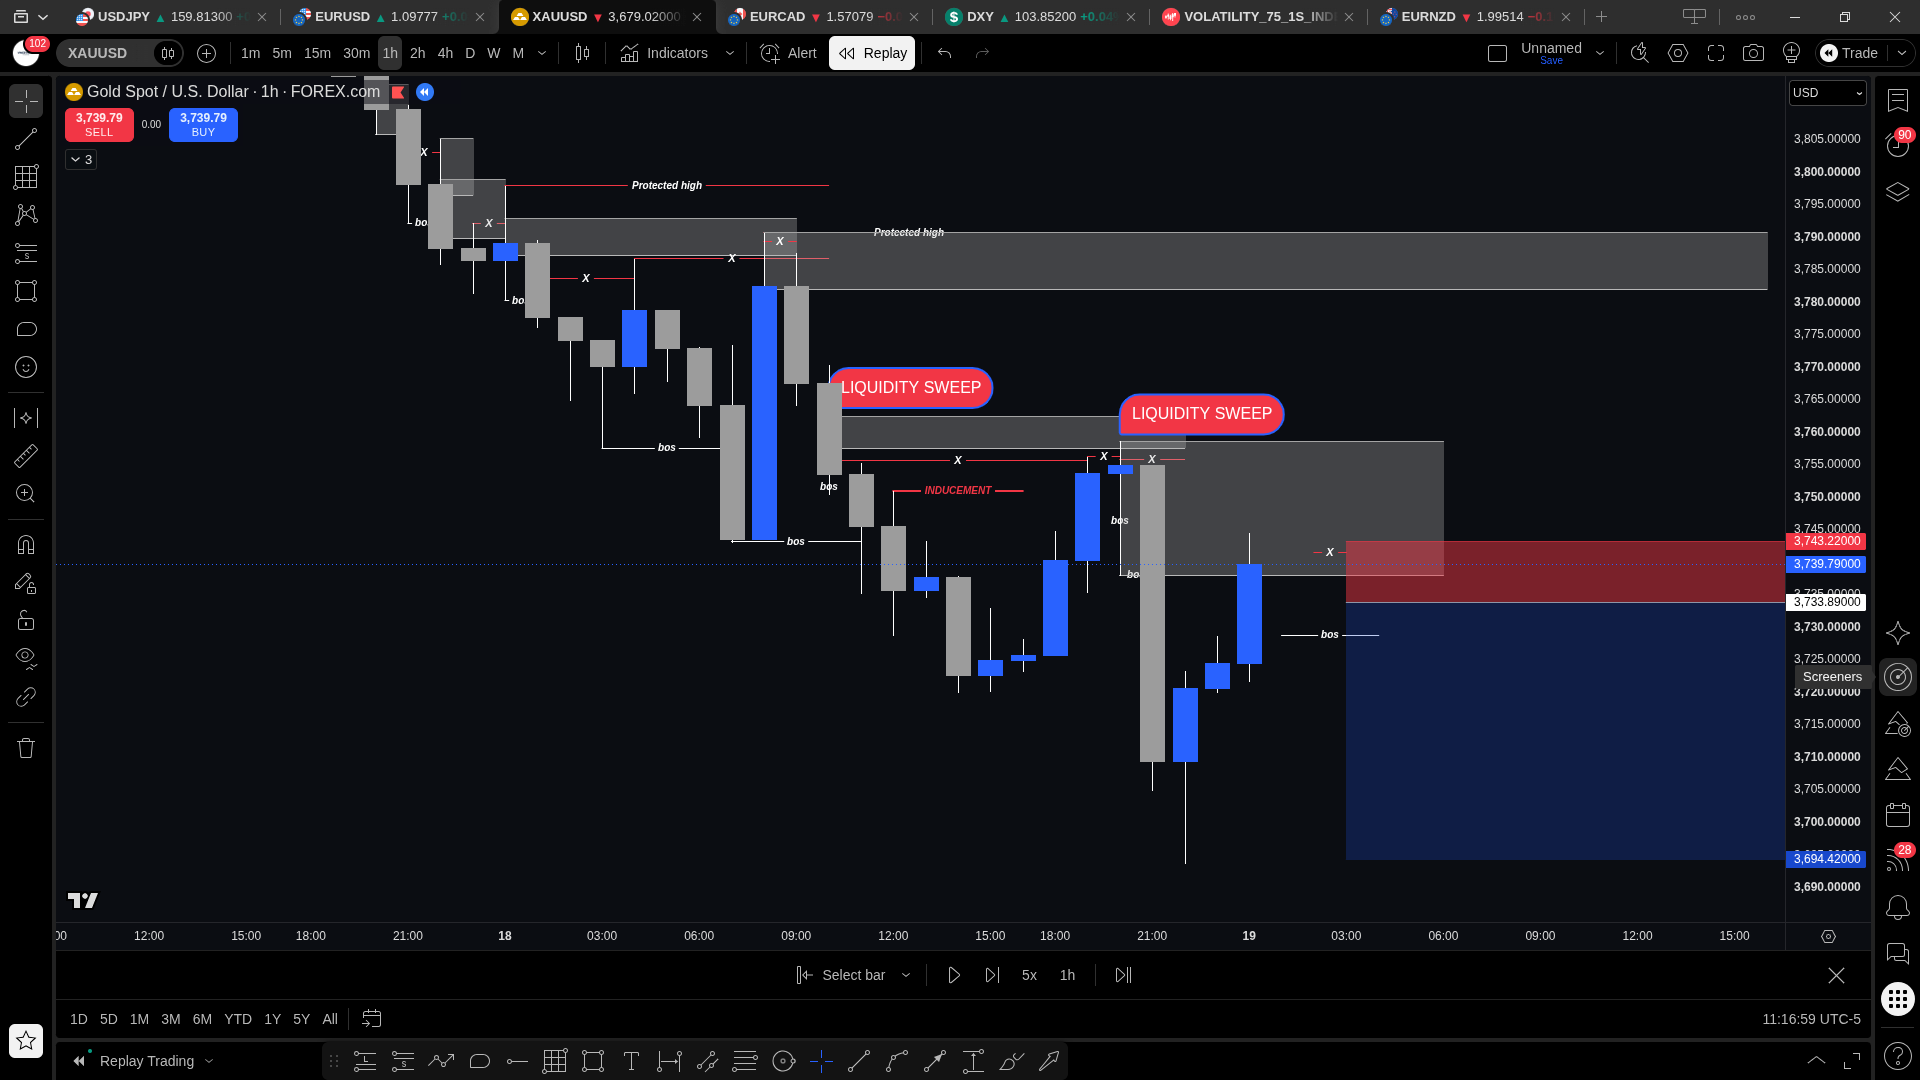 USDJPY 159.81300
EURUSD 1.09777
XAUUSD 3,679.02000
EURCAD 1.57079
DXY 103.85200 +0.04
VOLATILITY_75_1S_INDI
EURNZD 1.99514
102
XAUUSD
1m 5m 15m 30m 1h 2h 4h D W M
Indicators
Alert
Replay
Unnamed
Save
Trade
Gold Spot / U.S. Dollar · 1h · FOREX.com
USD
3,739.79
SELL
0.00
3,739.79
BUY
3
90
3,805.00000
X
3,800.00000
Protected high
3,795.00000
bo
X
Protected high
3,790.00000
X
X
3,785.00000
X
bo
3,780.00000
3,775.00000
3,770.00000
LIQUIDITY SWEEP
3,765.00000
LIQUIDITY SWEEP
3,760.00000
bos
X
X
X
3,755.00000
bos
INDUCEMENT
3,750.00000
bos
3,745.00000
bos
3,743.22000
X
3,739.79000
bo
3,735.00000
3,733.89000
3,730.00000
bos
3,725.00000
Screeners
3,720.00000
3,715.00000
3,710.00000
3,705.00000
3,700.00000
28
3,694.42000
3,690.00000
00 12:00 15:00 18:00 21:00 18 03:00 06:00 09:00 12:00 15:00 18:00 21:00 19 03:00 06:00 09:00 12:00 15:00
Select bar
5x
1h
1D 5D 1M 3M 6M YTD 1Y 5Y All
11:16:59 UTC-5
Replay Trading